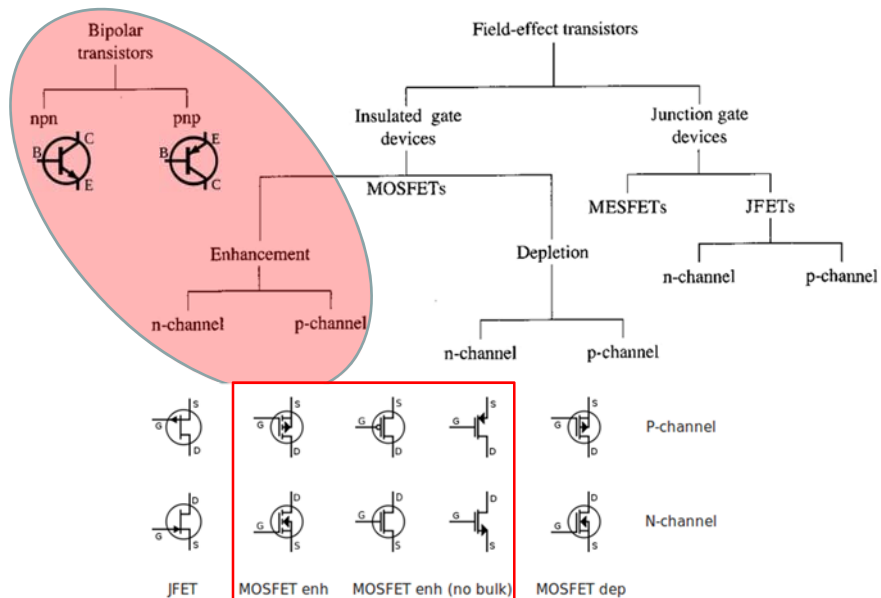 Bipolar
transistors
npn
pnp
B
C
E
B
E
C
Field-effect transistors
Insulated gate
devices
Junction gate
devices
MOSFETs
MESFETs
JFETs
Enhancement
Depletion
n-channel
p-channel
n-channel
p-channel
n-channel
p-channel
G
S
D
G
S
D
G
S
D
G
S
D
G
S
D
P-channel
G
D
S
G
D
S
G
D
S
G
D
S
G
D
S
N-channel
JFET
MOSFET enh
MOSFET enh (no bulk)
MOSFET dep